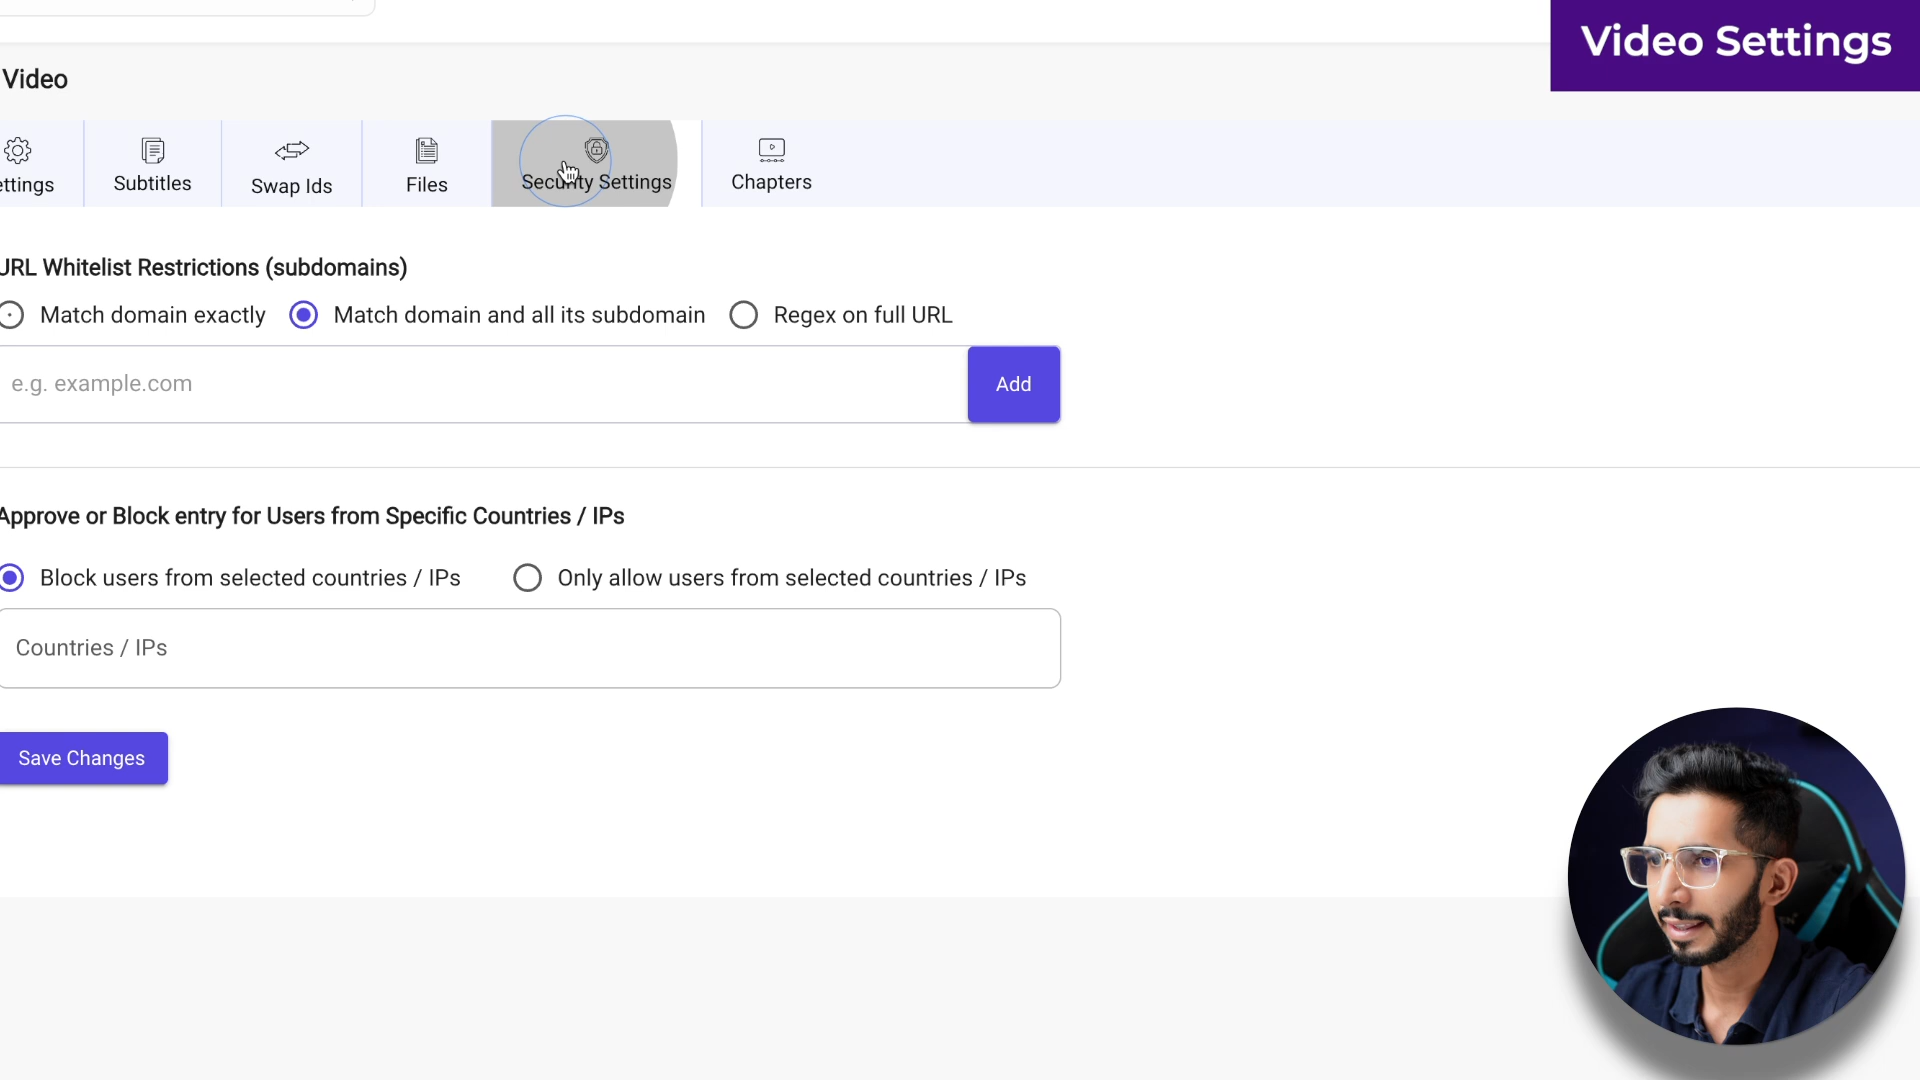 Video Settings
Video
ettings
Subtitles
Swap Ids
Files
Security Settings
Chapters
URL Whitelist Restrictions (subdomains)
Match domain exactly
Match domain and all its subdomain
Regex on full URL
e.g. example.com
Add
Approve or Block entry for Users from Specific Countries / IPs
Block users from selected countries / IPs
Only allow users from selected countries / IPs
Countries / IPs
Save Changes